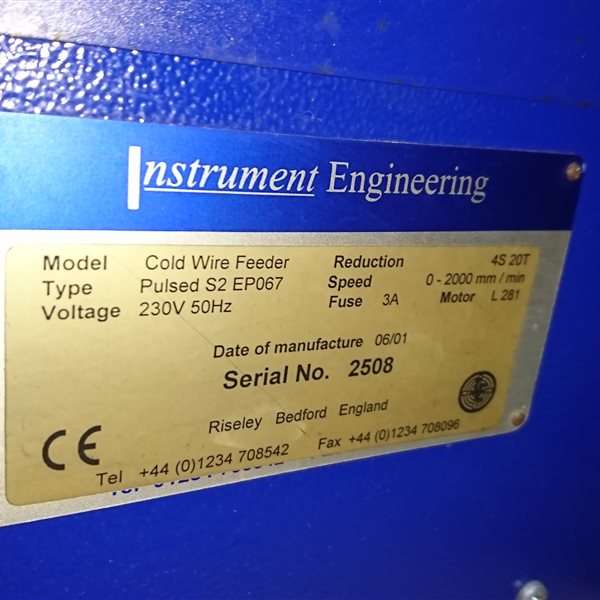 Instrument Engineering
Model Cold Wire Feeder Reduction 4S 20T
Type Pulsed S2 EP067 Speed 0 - 2000 mm / min
Voltage 230V 50Hz Fuse 3A Motor L 281
Date of manufacture 06/01
Serial No. 2508
Riseley Bedford England
CE
Tel +44 (0)1234 708542 Fax +44 (0)1234 708096